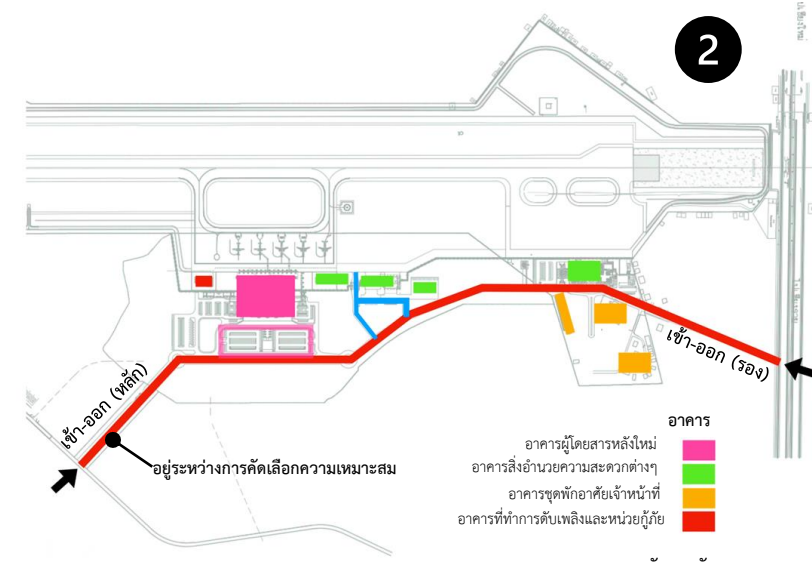 2
เข้า-ออก (หลัก)
เข้า-ออก (รอง)
อยู่ระหว่างการคัดเลือกความเหมาะสม
อาคาร
อาคารผู้โดยสารหลังใหม่
อาคารสิ่งอำนวยความสะดวกต่างๆ
อาคารชุดพักอาศัยเจ้าหน้าที่
อาคารที่ทำการดับเพลิงและหน่วยกู้ภัย